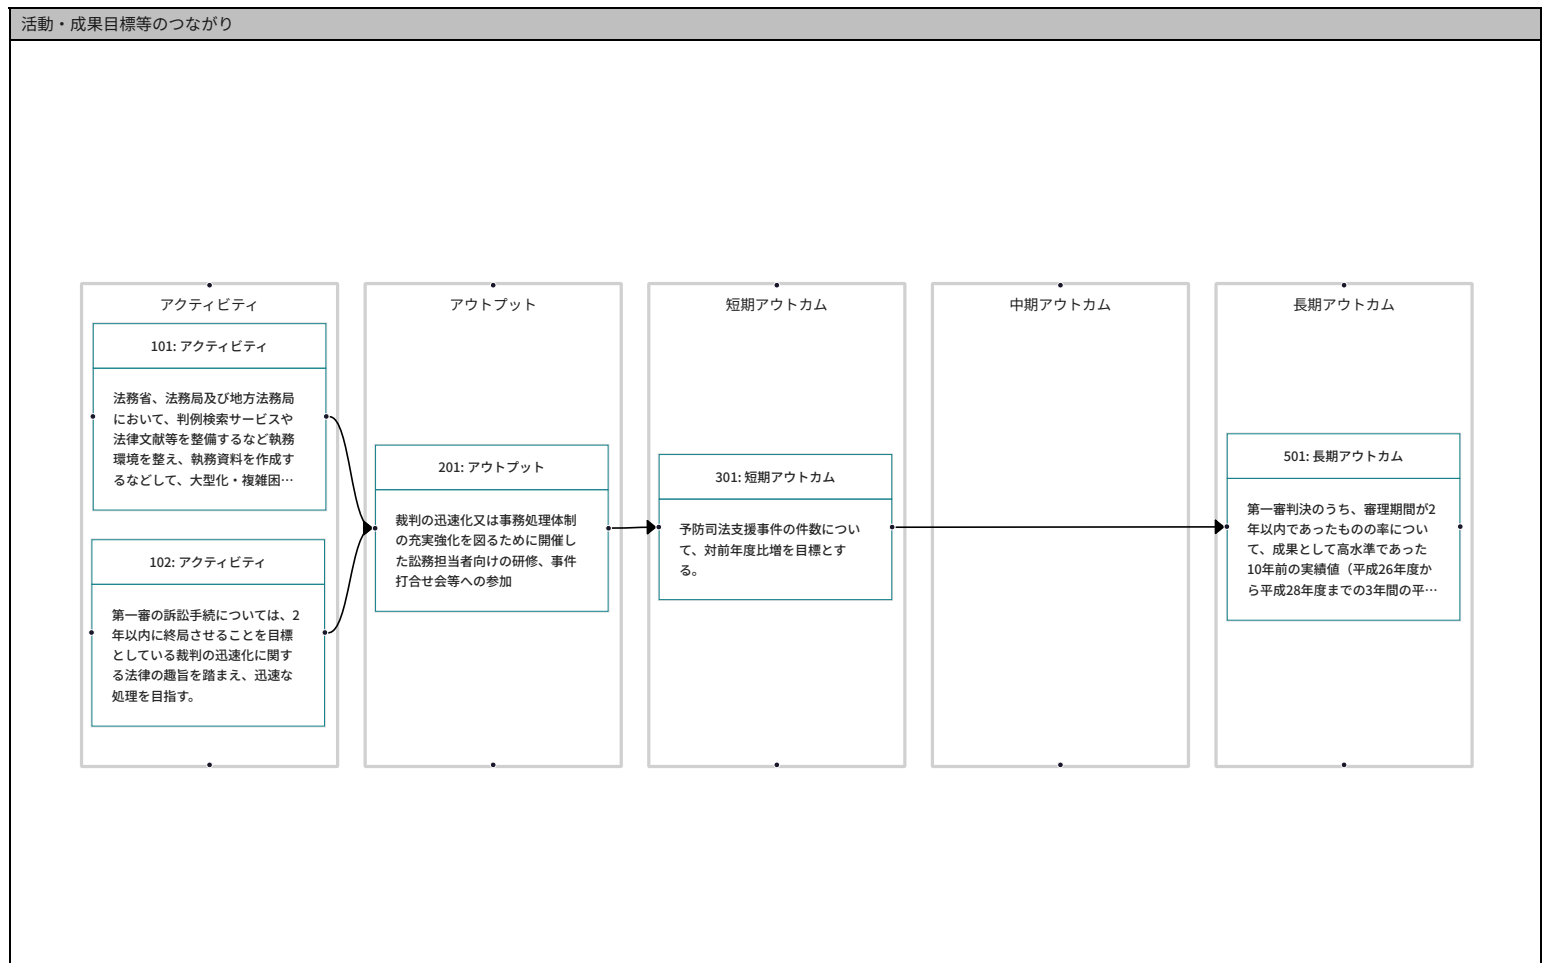 活動・成果目標等のつながり
アクティビティ
101: アクティビティ
法務省、法務局及び地方法務局
において、判例検索サービスや
法律文献等を整備するなど執務
環境を整え、執務資料を作成す
るなどして、大型化・複雑困…
102: アクティビティ
第一審の訴訟手続については、2
年以内に終局させることを目標
としている裁判の迅速化に関す
る法律の趣旨を踏まえ、迅速な
処理を目指す。
アウトプット
201: アウトプット
裁判の迅速化又は事務処理体制
の充実強化を図るために開催し
た訟務担当者向けの研修、事件
打合せ会等への参加
短期アウトカム
301: 短期アウトカム
予防司法支援事件の件数につい
て、対前年度比増を目標とす
る。
中期アウトカム
長期アウトカム
501: 長期アウトカム
第一審判決のうち、審理期間が2
年以内であったものの率につい
て、成果として高水準であった
10年前の実績値（平成26年度か
ら平成28年度までの3年間の平…